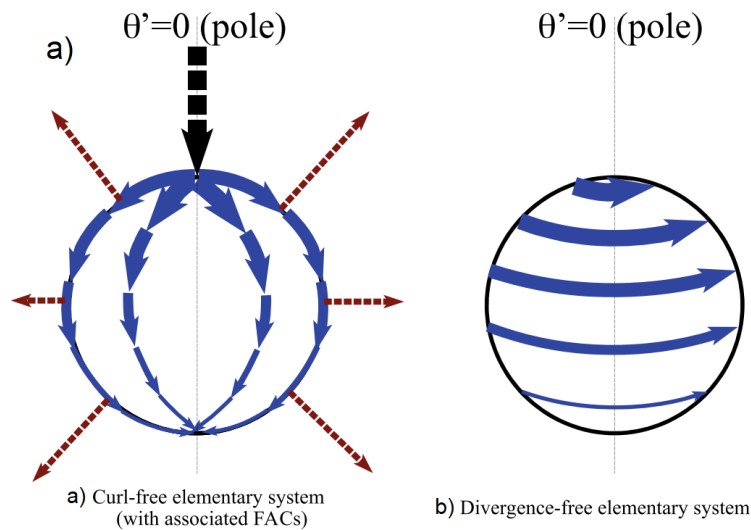 θ'=0 (pole)
θ'=0 (pole)
a)
a) Curl-free elementary system
(with associated FACs)
b) Divergence-free elementary system